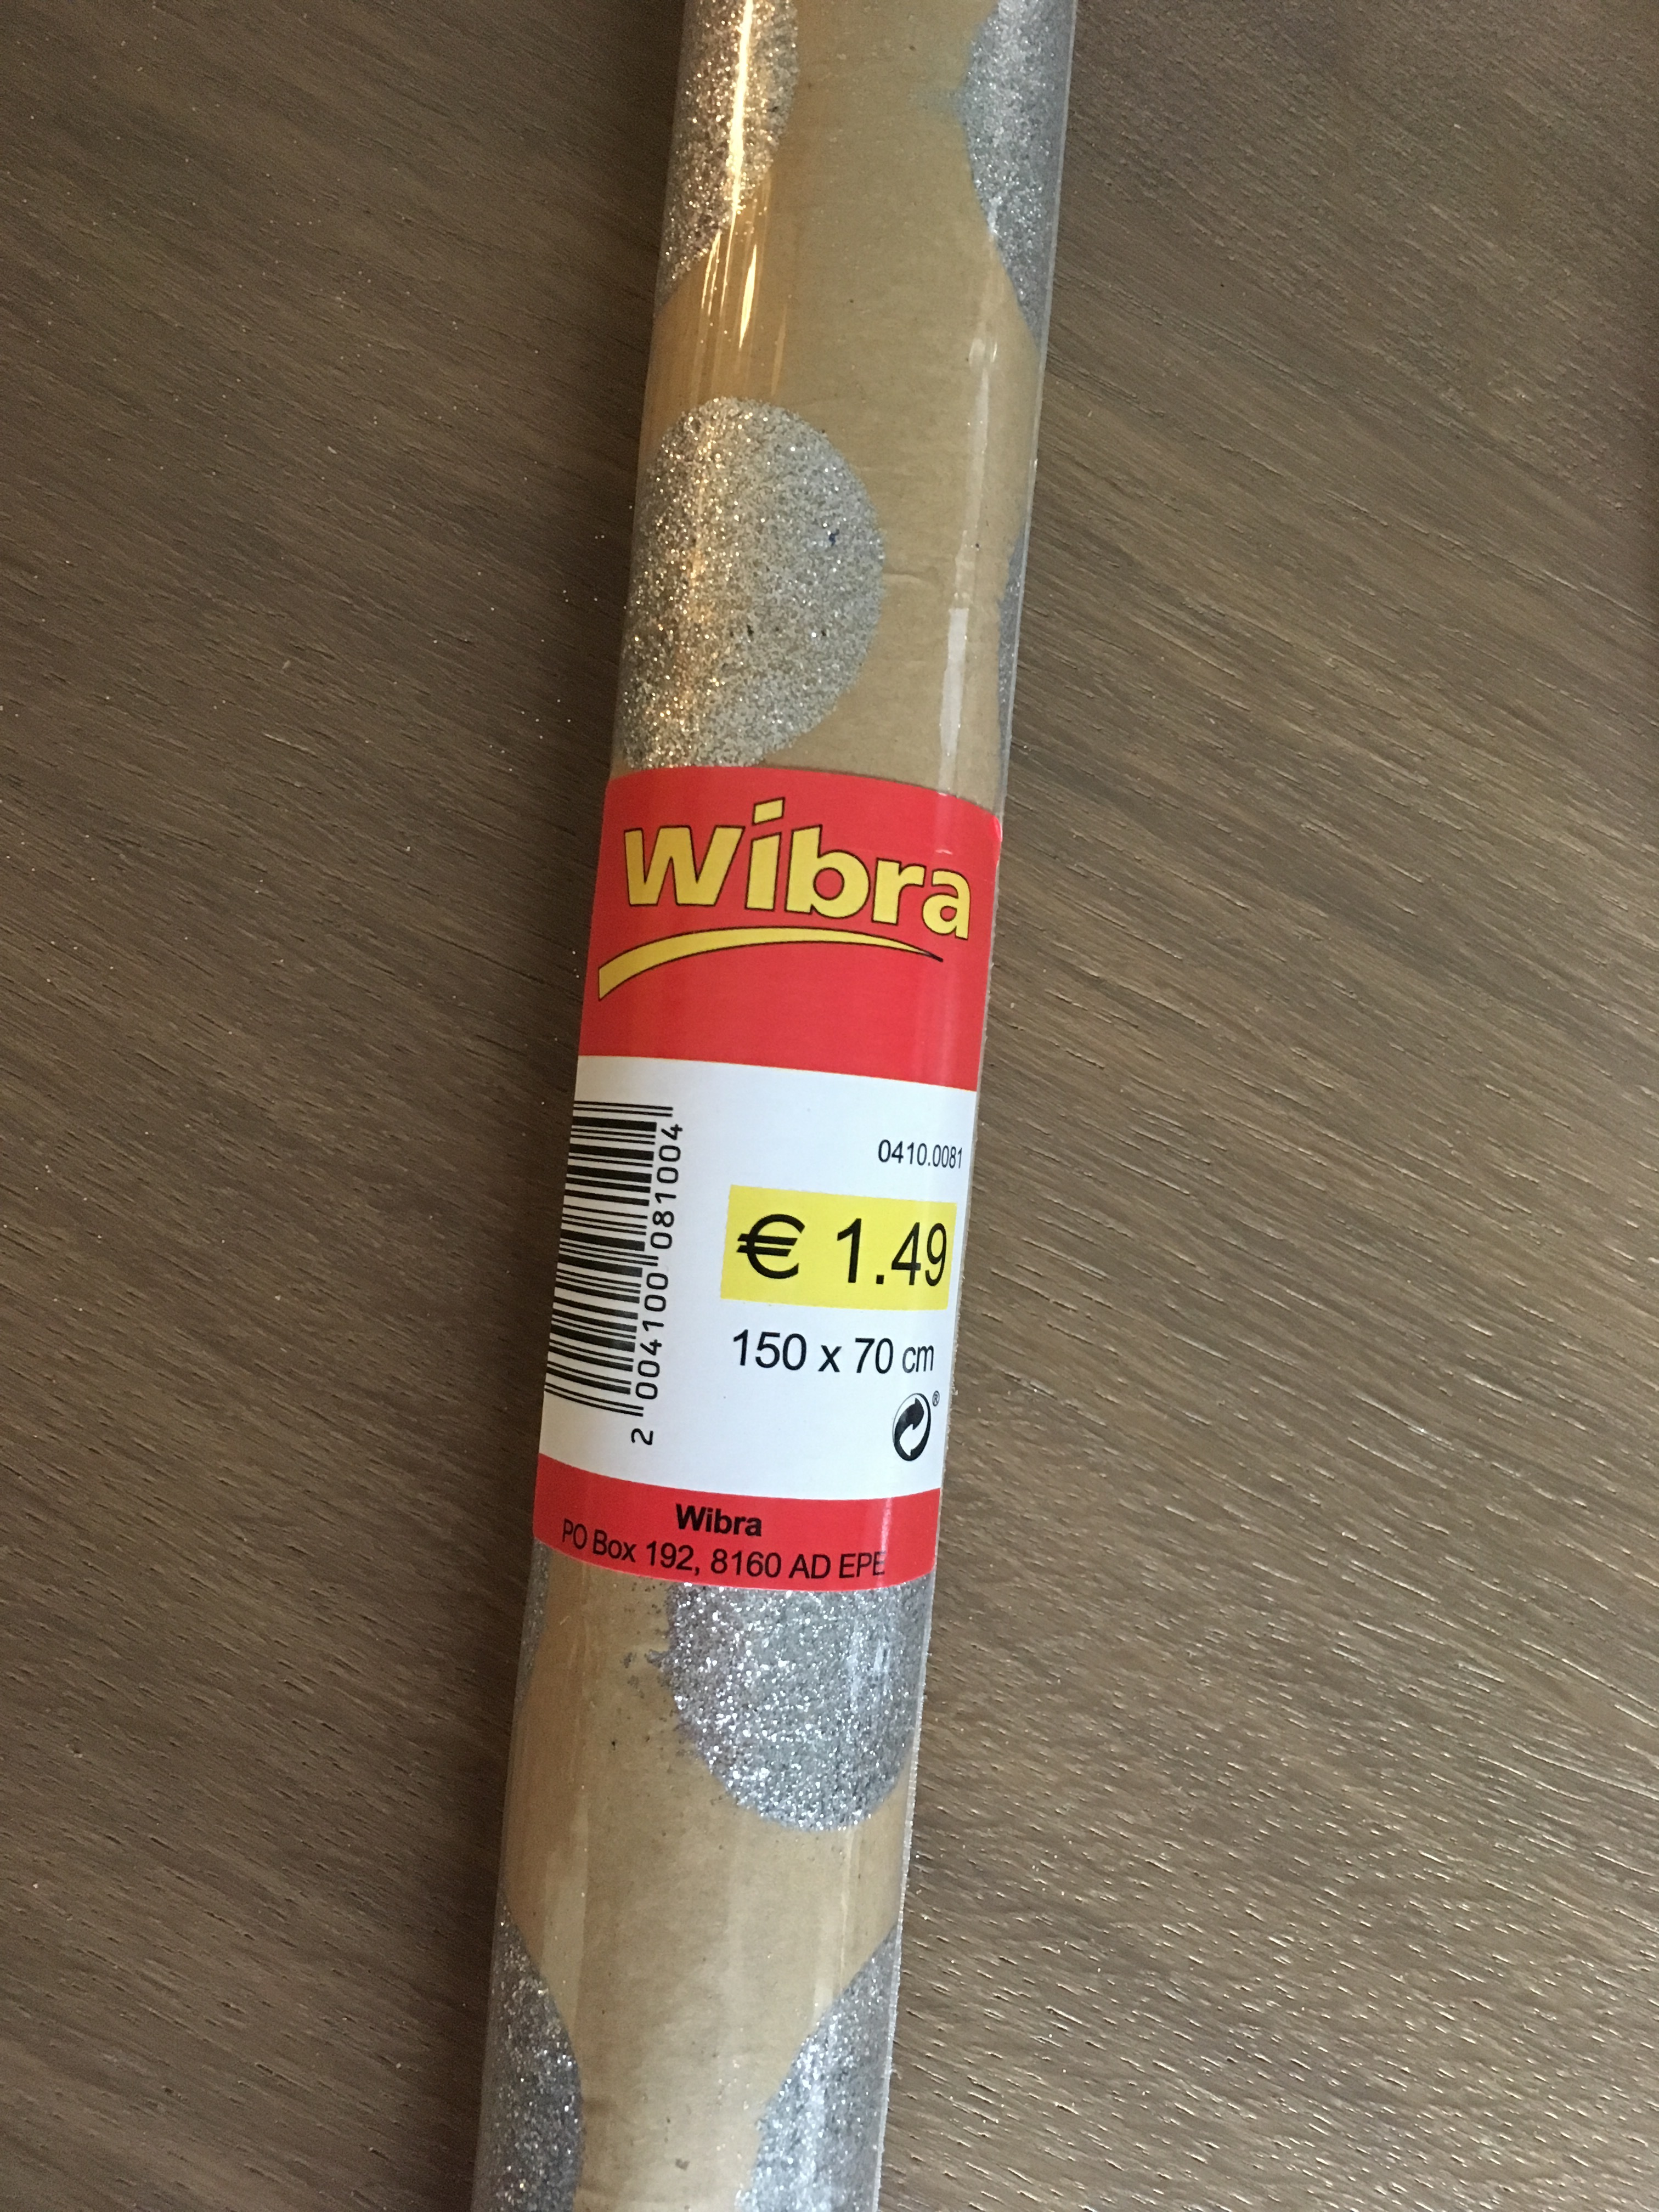 wibra
0410.0081
€ 1.49
150 x 70 cm
®
2 004100 081004
Wibra
PO Box 192, 8160 AD EPE